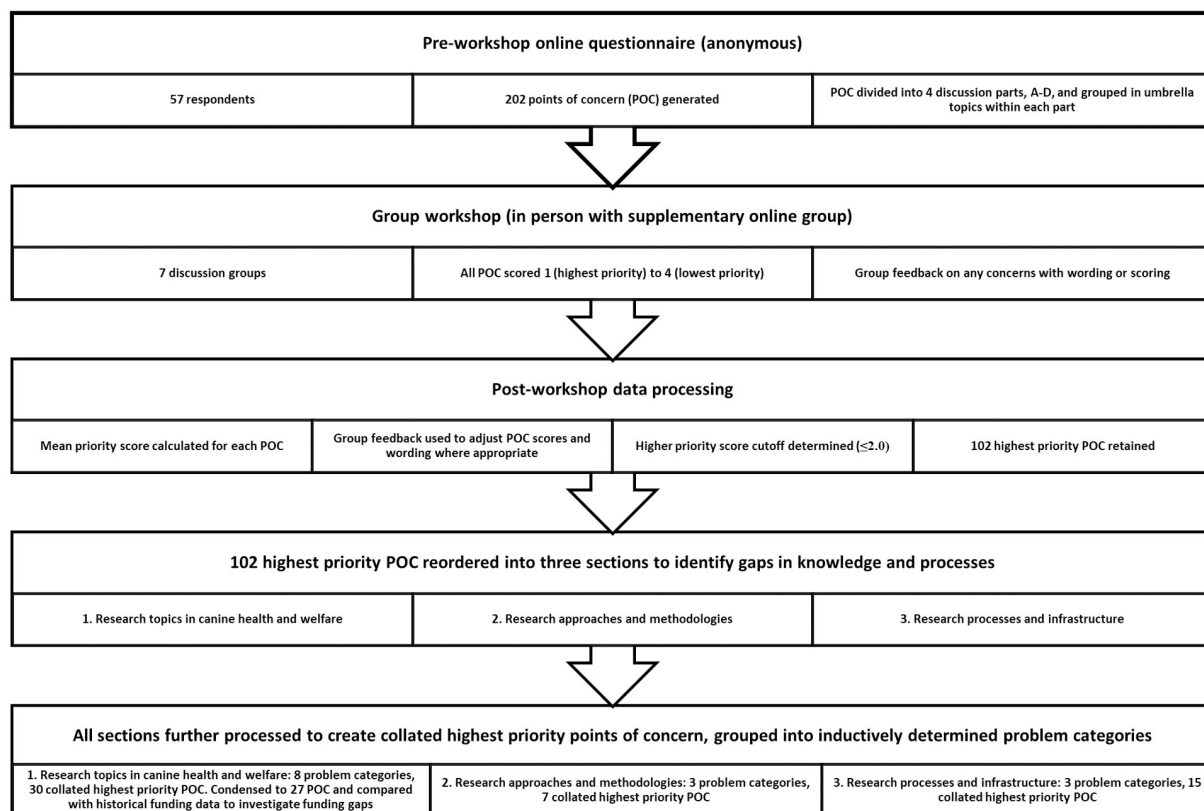 Pre-workshop online questionnaire (anonymous)
57 respondents
202 points of concern (POC) generated
POC divided into 4 discussion parts, A-D, and grouped in umbrella
topics within each part
Group workshop (in person with supplementary online group)
7 discussion groups
All POC scored 1 (highest priority) to 4 (lowest priority)
Group feedback on any concerns with wording or scoring
Post-workshop data processing
Mean priority score calculated for each POC
Group feedback used to adjust POC scores and
wording where appropriate
Higher priority score cutoff determined (≤2.0)
102 highest priority POC retained
102 highest priority POC reordered into three sections to identify gaps in knowledge and processes
1. Research topics in canine health and welfare
2. Research approaches and methodologies
3. Research processes and infrastructure
All sections further processed to create collated highest priority points of concern, grouped into inductively determined problem categories
1. Research topics in canine health and welfare: 8 problem categories,
30 collated highest priority POC. Condensed to 27 POC and compared
with historical funding data to investigate funding gaps
2. Research approaches and methodologies: 3 problem categories,
7 collated highest priority POC
3. Research processes and infrastructure: 3 problem categories, 15
collated highest priority POC